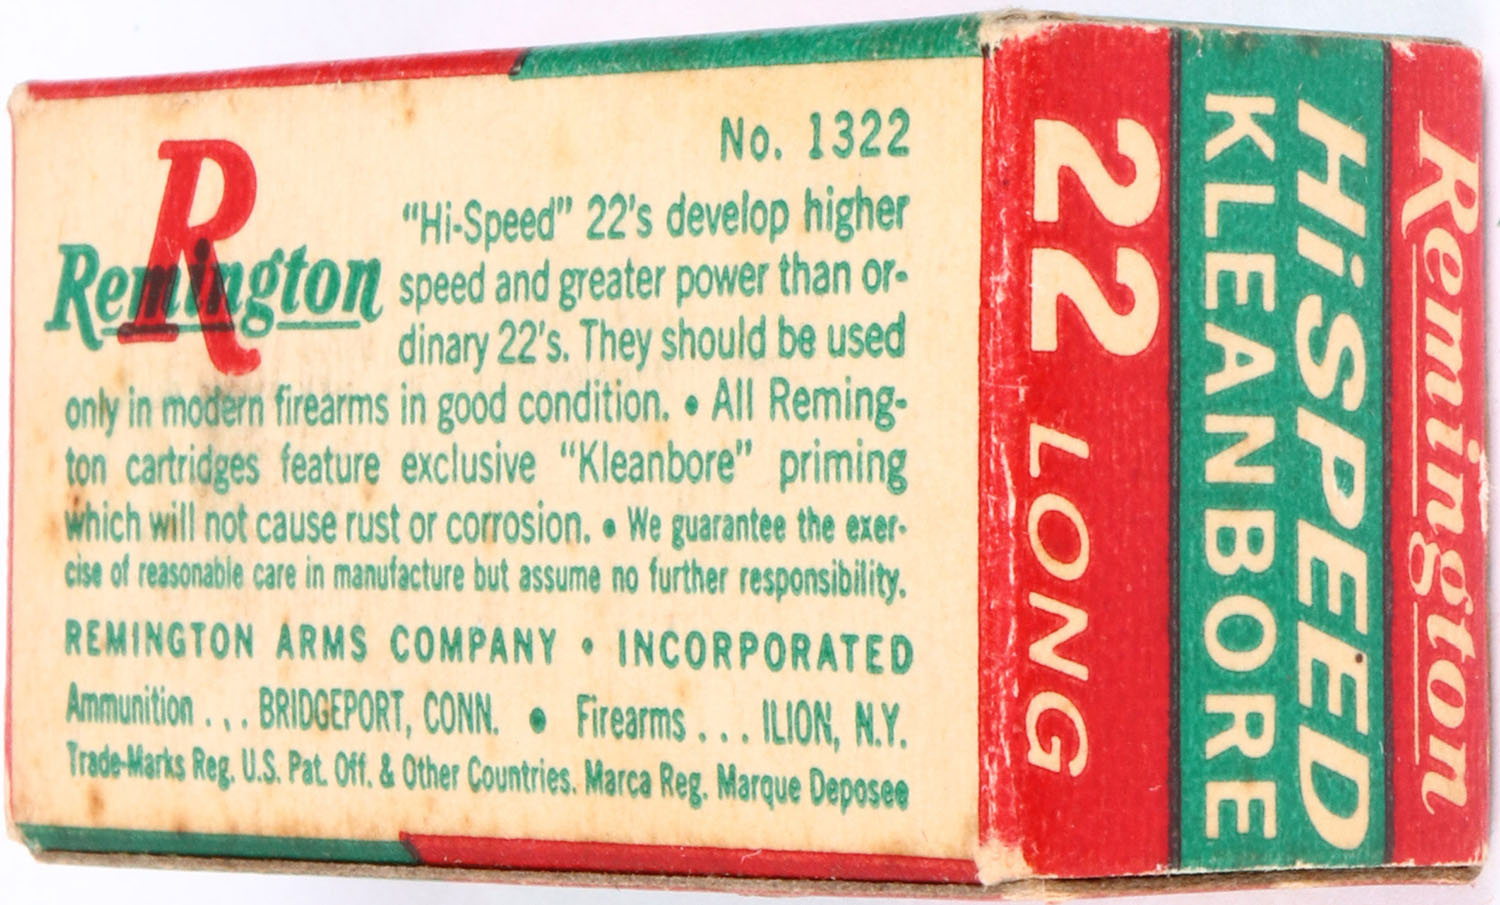 No. 1322
R
Remington
"Hi-Speed" 22's develop higher
speed and greater power than or-
dinary 22's. They should be used
only in modern firearms in good condition. • All Reming-
ton cartridges feature exclusive "Kleanbore" priming
which will not cause rust or corrosion. • We guarantee the exer-
cise of reasonable care in manufacture but assume no further responsibility.
REMINGTON ARMS COMPANY • INCORPORATED
Ammunition . . . BRIDGEPORT, CONN. • Firearms . . . ILION, N.Y.
Trade-Marks Reg. U.S. Pat. Off. & Other Countries. Marca Reg. Marque Deposee
Remington
HiSPEED
KLEANBORE
22 LONG